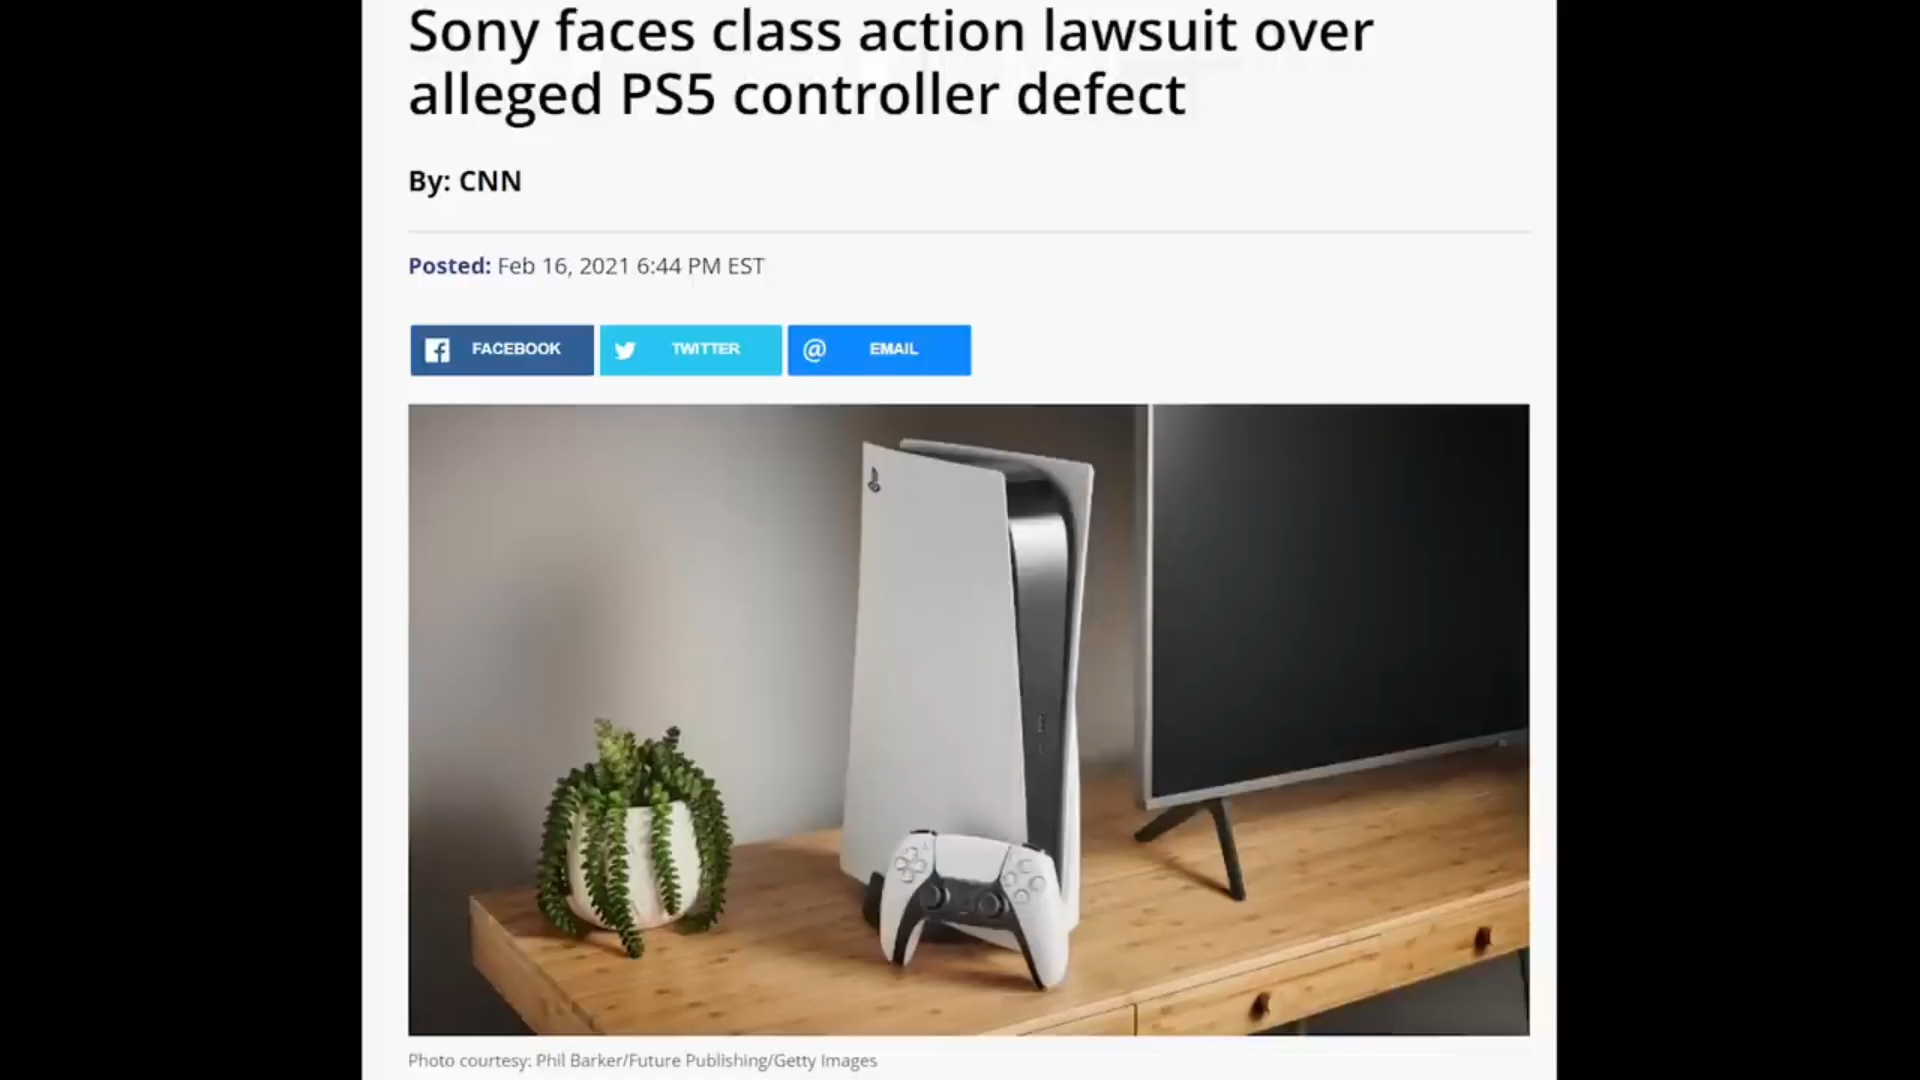 Sony faces class action lawsuit over
alleged PS5 controller defect
By: CNN
Posted: Feb 16, 2021 6:44 PM EST
FACEBOOK TWITTER @ EMAIL
Photo courtesy: Phil Barker/Future Publishing/Getty Images